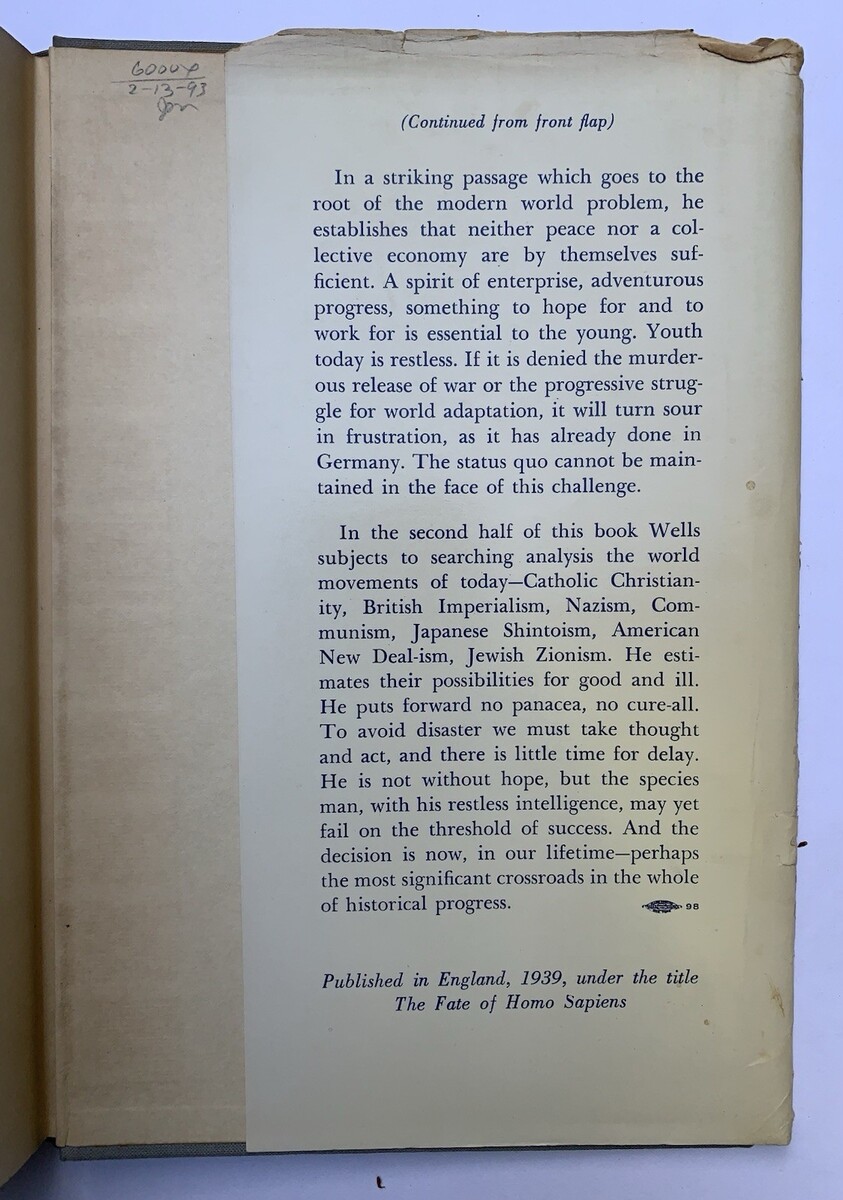 2-13-93
(Continued from front flap)
In a striking passage which goes to the
root of the modern world problem, he
establishes that neither peace nor a col-
lective economy are by themselves suf-
ficient. A spirit of enterprise, adventurous
progress, something to hope for and to
work for is essential to the young. Youth
today is restless. If it is denied the murder-
ous release of war or the progressive strug-
gle for world adaptation, it will turn sour
in frustration, as it has already done in
Germany. The status quo cannot be main-
tained in the face of this challenge.
In the second half of this book Wells
subjects to searching analysis the world
movements of today—Catholic Christian-
ity, British Imperialism, Nazism, Com-
munism, Japanese Shintoism, American
New Deal-ism, Jewish Zionism. He esti-
mates their possibilities for good and ill.
He puts forward no panacea, no cure-all.
To avoid disaster we must take thought
and act, and there is little time for delay.
He is not without hope, but the species
man, with his restless intelligence, may yet
fail on the threshold of success. And the
decision is now, in our lifetime—perhaps
the most significant crossroads in the whole
of historical progress.
98
Published in England, 1939, under the title
The Fate of Homo Sapiens